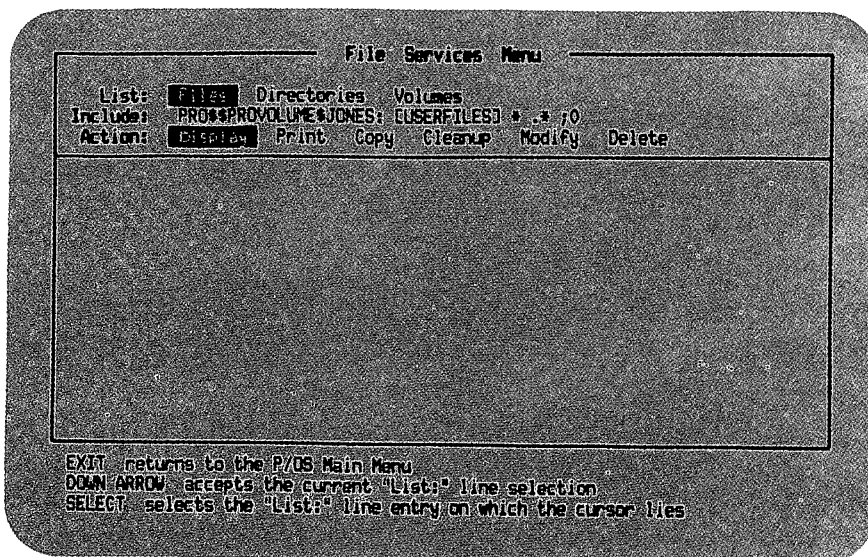 File Services Menu
List: Files Directories Volumes
Include: PRO$$PROVOLUME$JONES: [USERFILES] * .* ;0
Action: Display Print Copy Cleanup Modify Delete
EXIT returns to the P/OS Main Menu
DOWN ARROW accepts the current "List:" line selection
SELECT selects the "List:" line entry on which the cursor lies